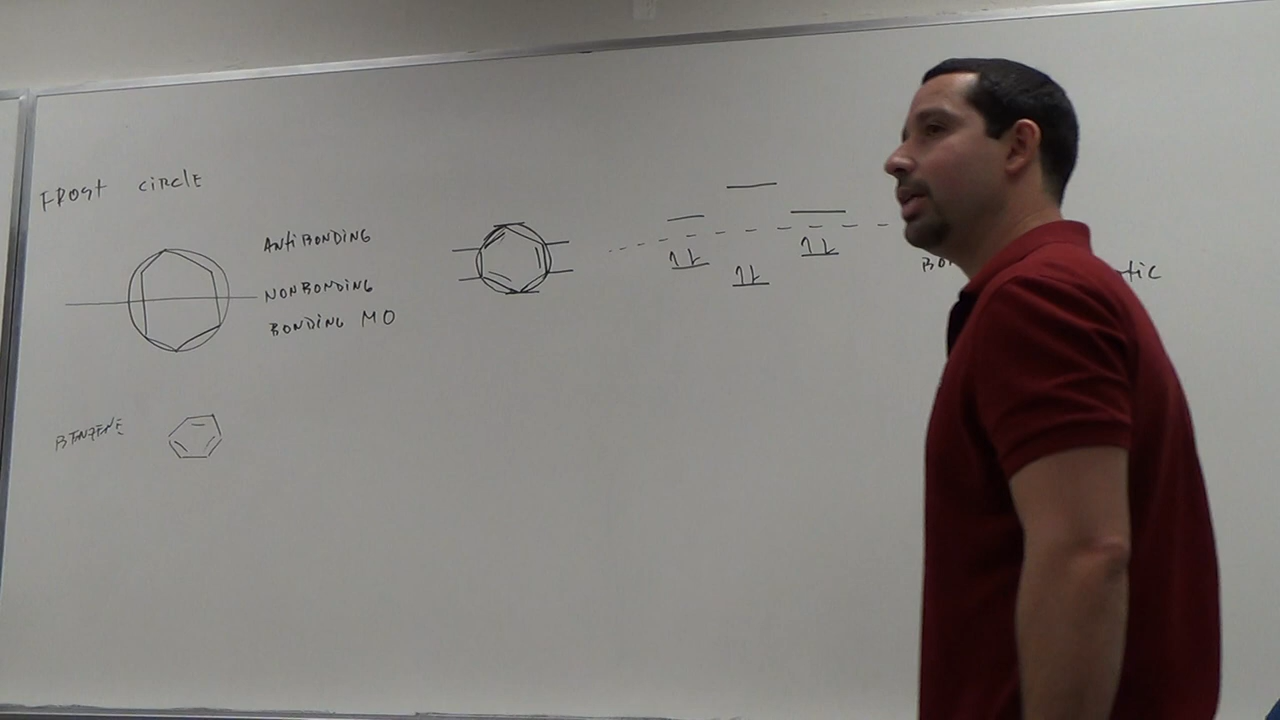 FROST CIRCLE
ANTIBONDING
NONBONDING
BONDING MO
BENZENE